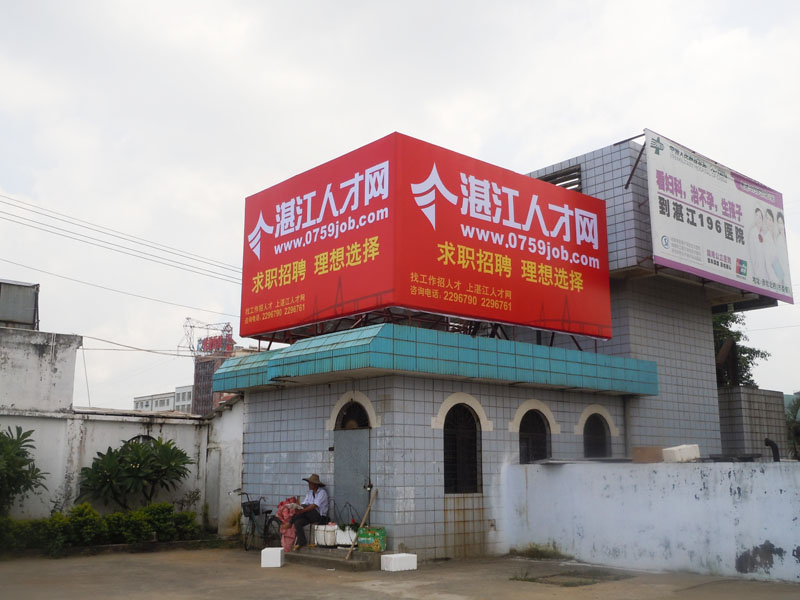 湛江人才网
www.0759job.com
求职招聘 理想选择
找工作招人才 上湛江人才网
咨询电话: 2296790 2296761
湛江人才网
www.0759job.com
求职招聘 理想选择
找工作招人才 上湛江人才网
咨询电话: 2296790 2296761
看妇科,治不孕,生孩子
到湛江196医院